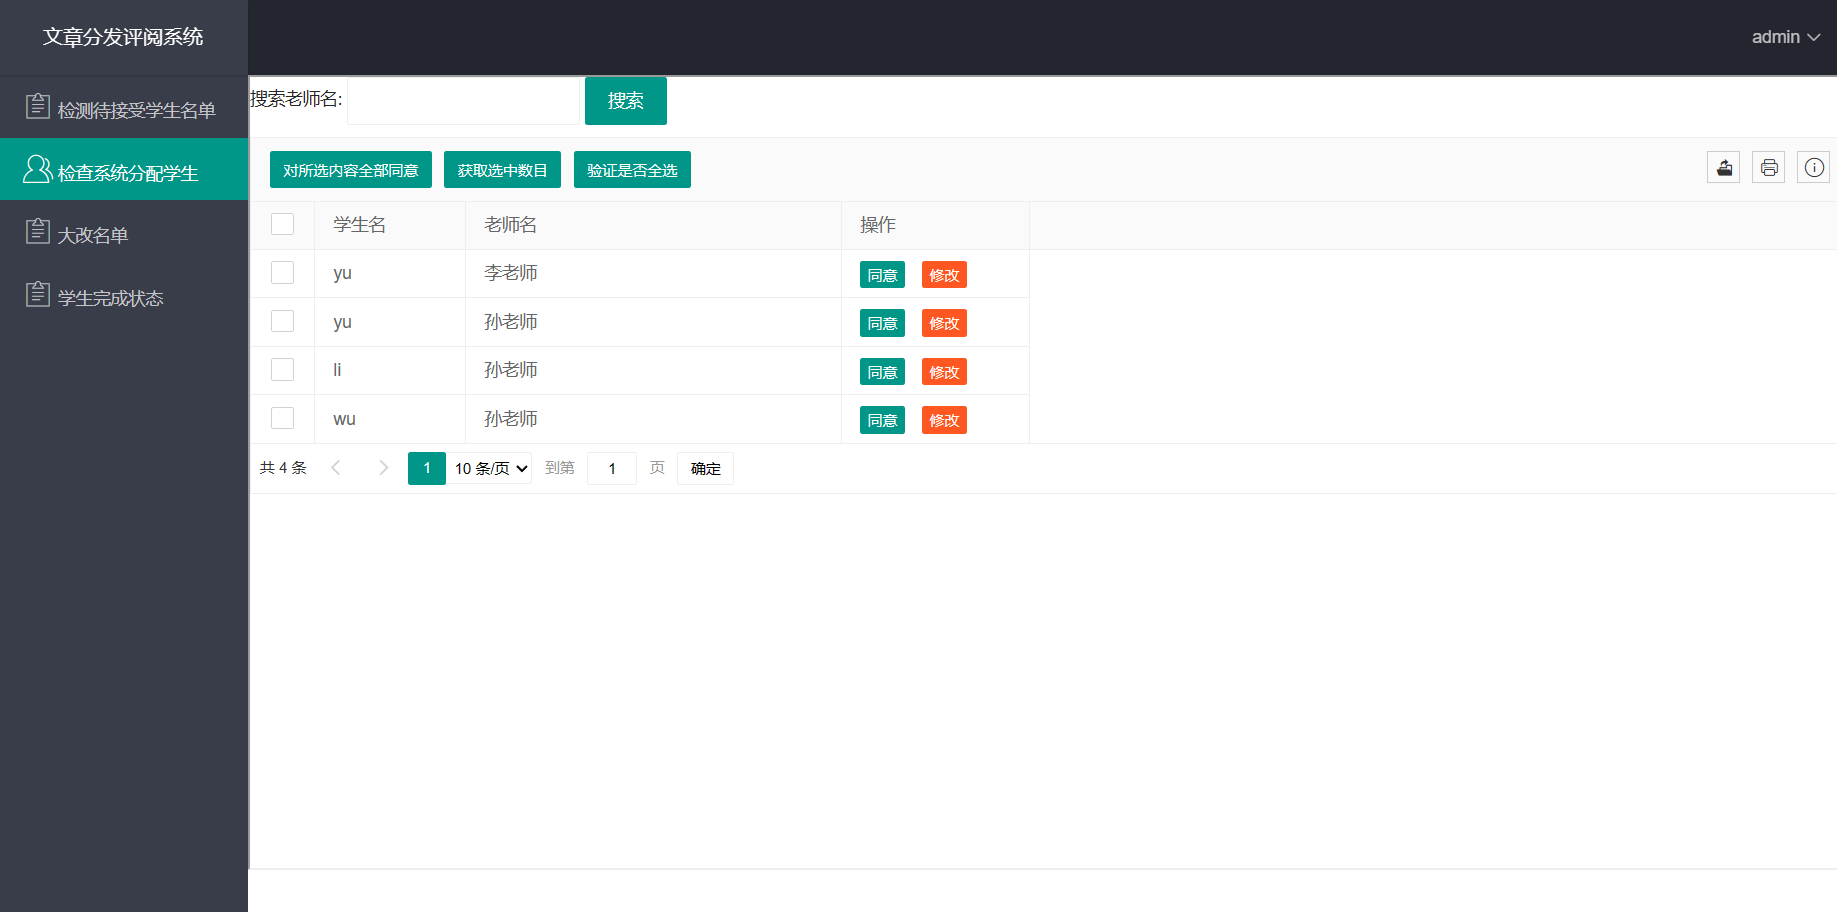 文章分发评阅系统
admin
检测待接受学生名单
检查系统分配学生
大改名单
学生完成状态
搜索老师名: 搜索
对所选内容全部同意 获取选中数目 验证是否全选
学生名 老师名 操作
yu 李老师 同意 修改
yu 孙老师 同意 修改
li 孙老师 同意 修改
wu 孙老师 同意 修改
共 4 条 1 10 条/页 到第 1 页 确定